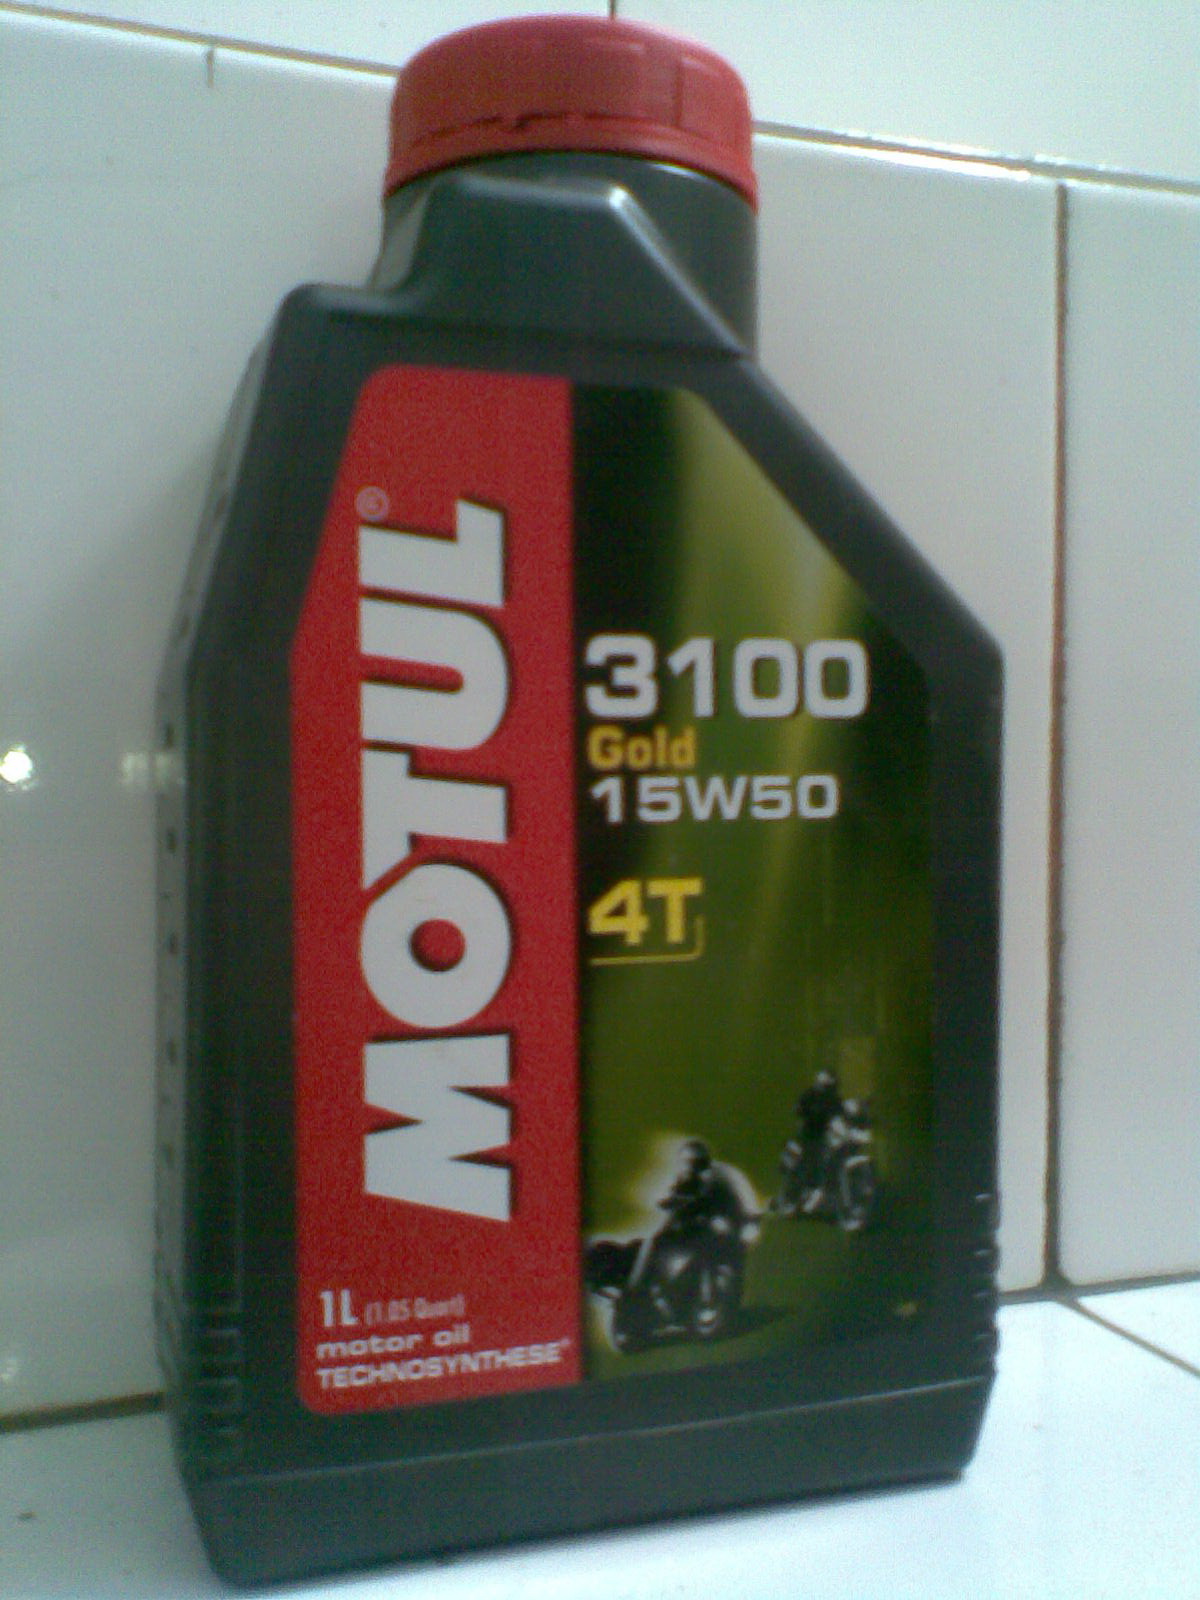 MOTUL®
3100
Gold
15W50
4T
1L (1.05 Quart)
motor oil
TECHNOSYNTHESE®